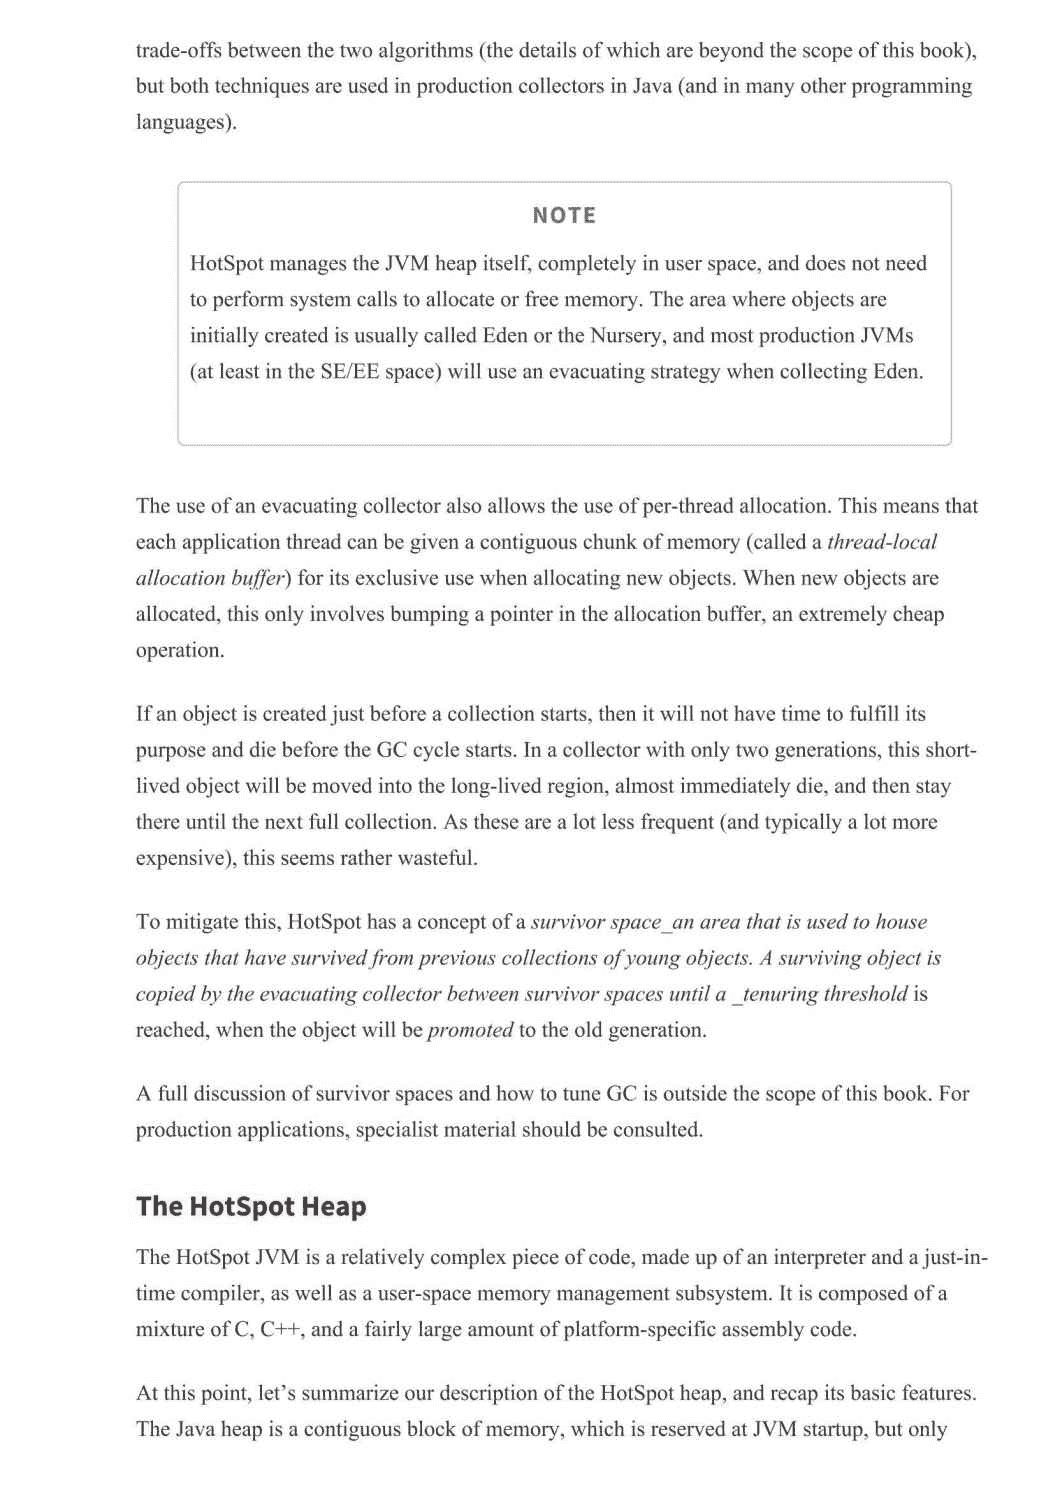 trade-offs between the two algorithms (the details of which are beyond the scope of this book),
but both techniques are used in production collectors in Java (and in many other programming
languages).
NOTE
HotSpot manages the JVM heap itself, completely in user space, and does not need
to perform system calls to allocate or free memory. The area where objects are
initially created is usually called Eden or the Nursery, and most production JVMs
(at least in the SE/EE space) will use an evacuating strategy when collecting Eden.
The use of an evacuating collector also allows the use of per-thread allocation. This means that
each application thread can be given a contiguous chunk of memory (called a thread-local
allocation buffer) for its exclusive use when allocating new objects. When new objects are
allocated, this only involves bumping a pointer in the allocation buffer, an extremely cheap
operation.
If an object is created just before a collection starts, then it will not have time to fulfill its
purpose and die before the GC cycle starts. In a collector with only two generations, this short-
lived object will be moved into the long-lived region, almost immediately die, and then stay
there until the next full collection. As these are a lot less frequent (and typically a lot more
expensive), this seems rather wasteful.
To mitigate this, HotSpot has a concept of a survivor space_an area that is used to house
objects that have survived from previous collections of young objects. A surviving object is
copied by the evacuating collector between survivor spaces until a _tenuring threshold is
reached, when the object will be promoted to the old generation.
A full discussion of survivor spaces and how to tune GC is outside the scope of this book. For
production applications, specialist material should be consulted.
The HotSpot Heap
The HotSpot JVM is a relatively complex piece of code, made up of an interpreter and a just-in-
time compiler, as well as a user-space memory management subsystem. It is composed of a
mixture of C, C++, and a fairly large amount of platform-specific assembly code.
At this point, let’s summarize our description of the HotSpot heap, and recap its basic features.
The Java heap is a contiguous block of memory, which is reserved at JVM startup, but only